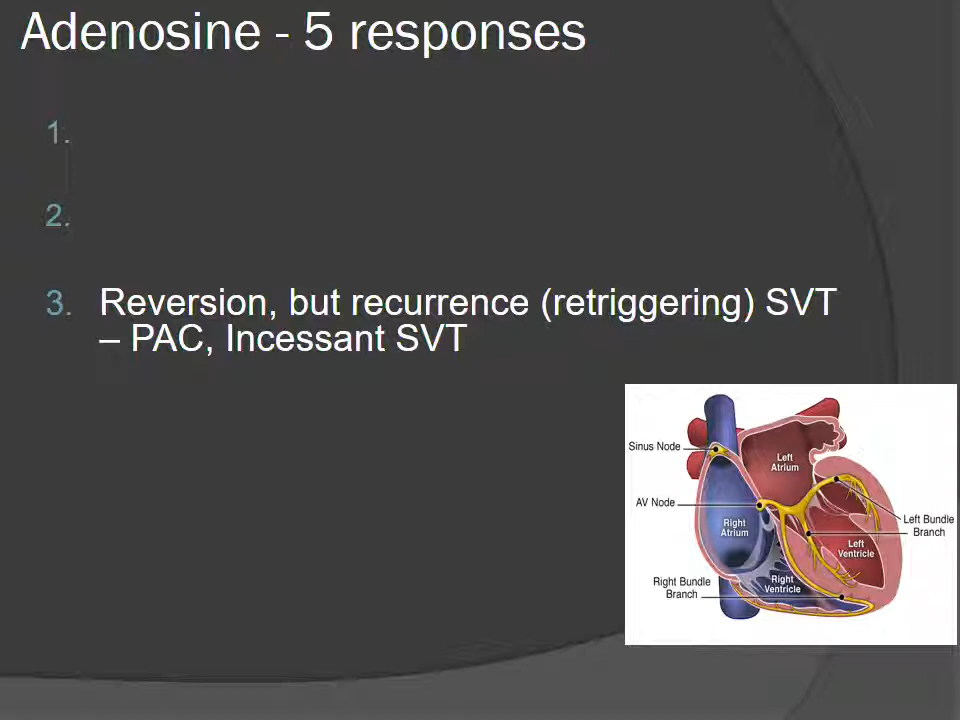 Adenosine - 5 responses
1.
2.
3. Reversion, but recurrence (retriggering) SVT
– PAC, Incessant SVT
Sinus Node
Left
Atrium
AV Node
Right
Atrium
Left Bundle
Branch
Left
Ventricle
Right Bundle
Branch
Right
Ventricle